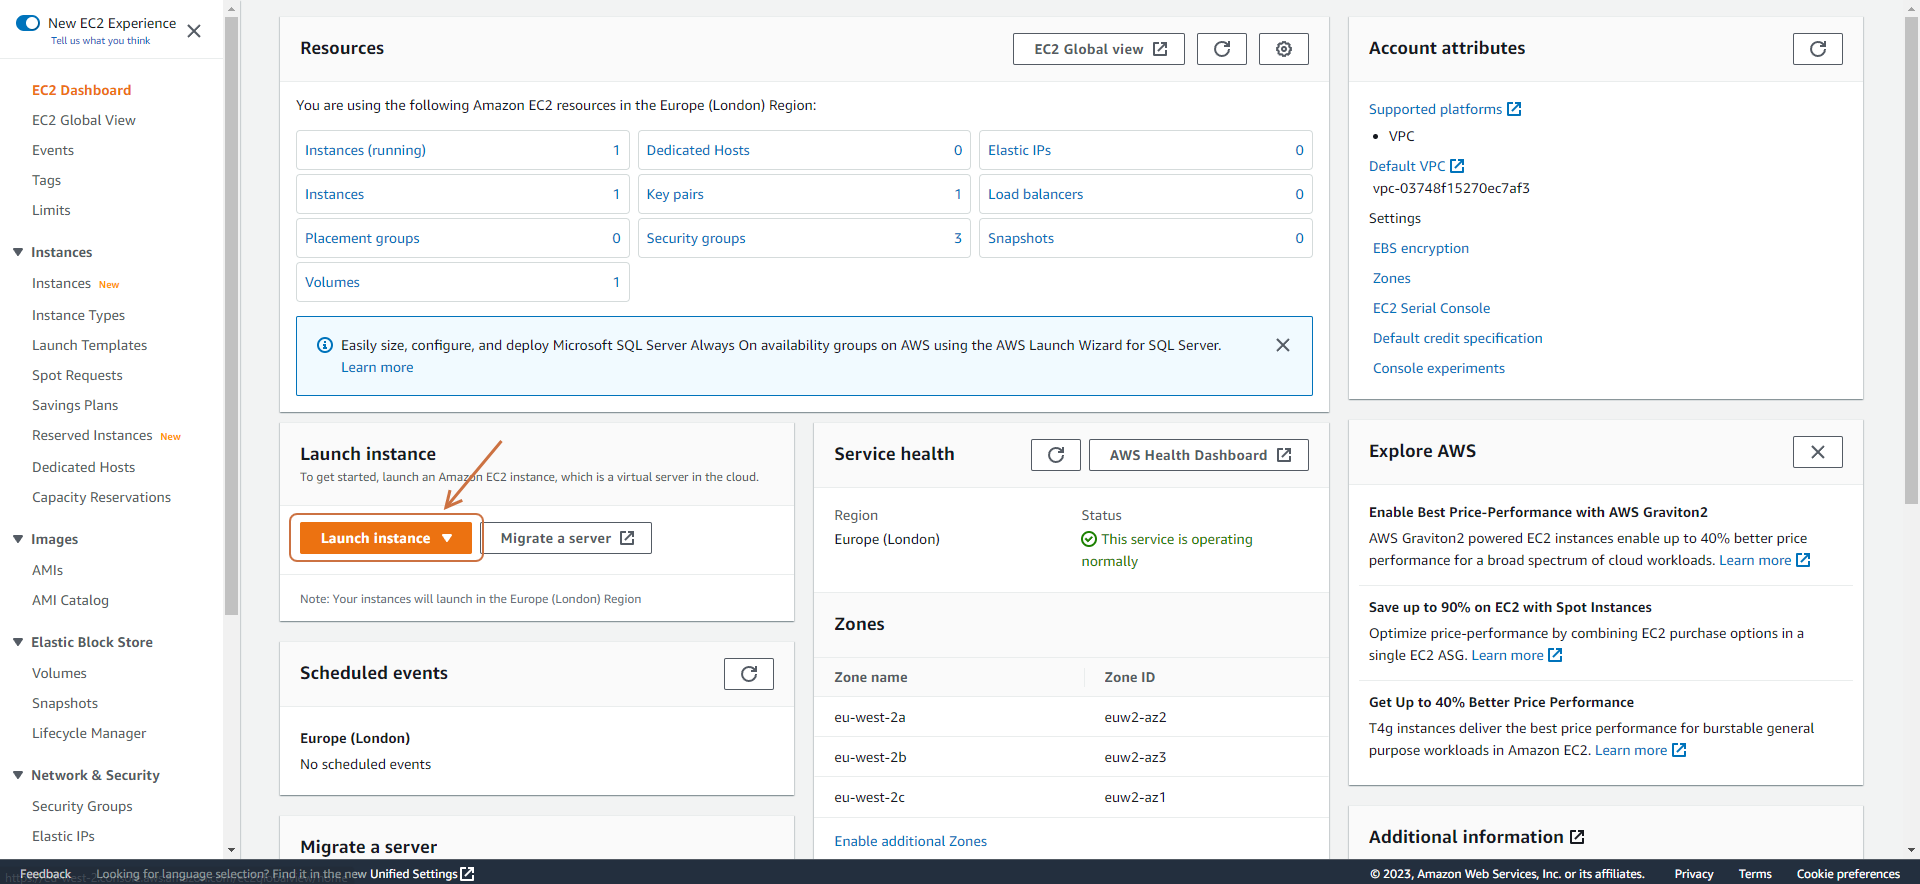 New EC2 Experience
Tell us what you think
EC2 Dashboard
EC2 Global View
Events
Tags
Limits
Instances
Instances New
Instance Types
Launch Templates
Spot Requests
Savings Plans
Reserved Instances New
Dedicated Hosts
Capacity Reservations
Images
AMIs
AMI Catalog
Elastic Block Store
Volumes
Snapshots
Lifecycle Manager
Network & Security
Security Groups
Elastic IPs
Resources
EC2 Global view
You are using the following Amazon EC2 resources in the Europe (London) Region:
Instances (running) 1
Dedicated Hosts 0
Elastic IPs 0
Instances 1
Key pairs 1
Load balancers 0
Placement groups 0
Security groups 3
Snapshots 0
Volumes 1
Easily size, configure, and deploy Microsoft SQL Server Always On availability groups on AWS using the AWS Launch Wizard for SQL Server.
Learn more
Launch instance
To get started, launch an Amazon EC2 instance, which is a virtual server in the cloud.
Launch instance
Migrate a server
Note: Your instances will launch in the Europe (London) Region
Scheduled events
Europe (London)
No scheduled events
Migrate a server
Service health
AWS Health Dashboard
Region
Europe (London)
Status
This service is operating
normally
Zones
Zone name Zone ID
eu-west-2a euw2-az2
eu-west-2b euw2-az3
eu-west-2c euw2-az1
Enable additional Zones
Account attributes
Supported platforms
• VPC
Default VPC
vpc-03748f15270ec7af3
Settings
EBS encryption
Zones
EC2 Serial Console
Default credit specification
Console experiments
Explore AWS
Enable Best Price-Performance with AWS Graviton2
AWS Graviton2 powered EC2 instances enable up to 40% better price
performance for a broad spectrum of cloud workloads. Learn more
Save up to 90% on EC2 with Spot Instances
Optimize price-performance by combining EC2 purchase options in a
single EC2 ASG. Learn more
Get Up to 40% Better Price Performance
T4g instances deliver the best price performance for burstable general
purpose workloads in Amazon EC2. Learn more
Additional information
Feedback Looking for language selection? Find it in the new Unified Settings
© 2023, Amazon Web Services, Inc. or its affiliates. Privacy Terms Cookie preferences